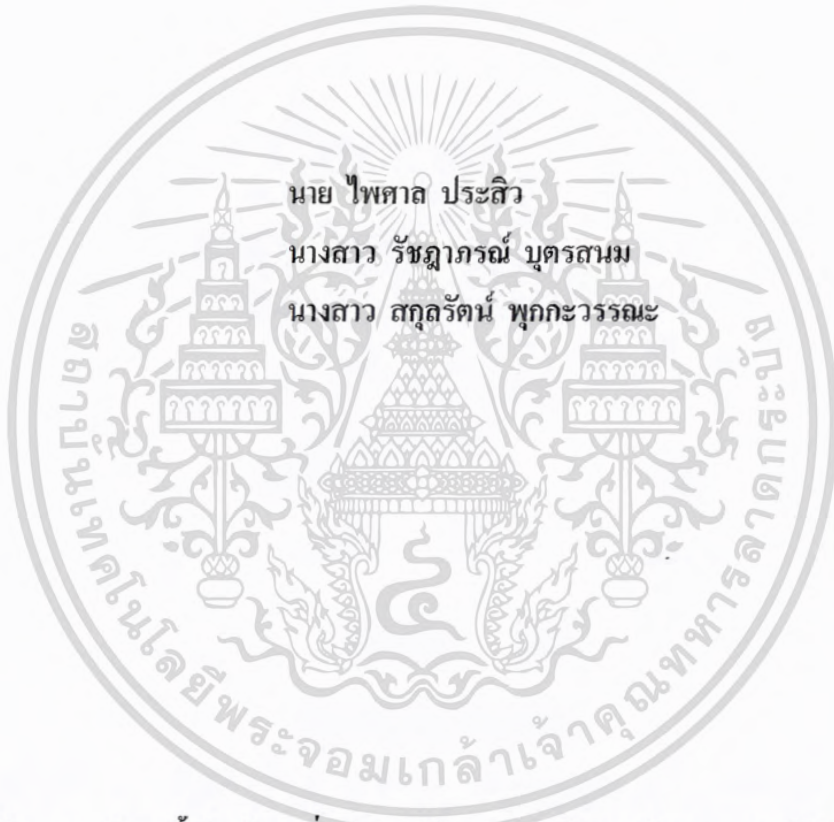 นาย ไพศาล ประสิว
นางสาว รัชฎาภรณ์ บุตรสนม
นางสาว สกุลรัตน์ พุกกะวรรณะ
สถาบันเทคโนโลยีพระจอมเกล้าเจ้าคุณทหารลาดกระบัง